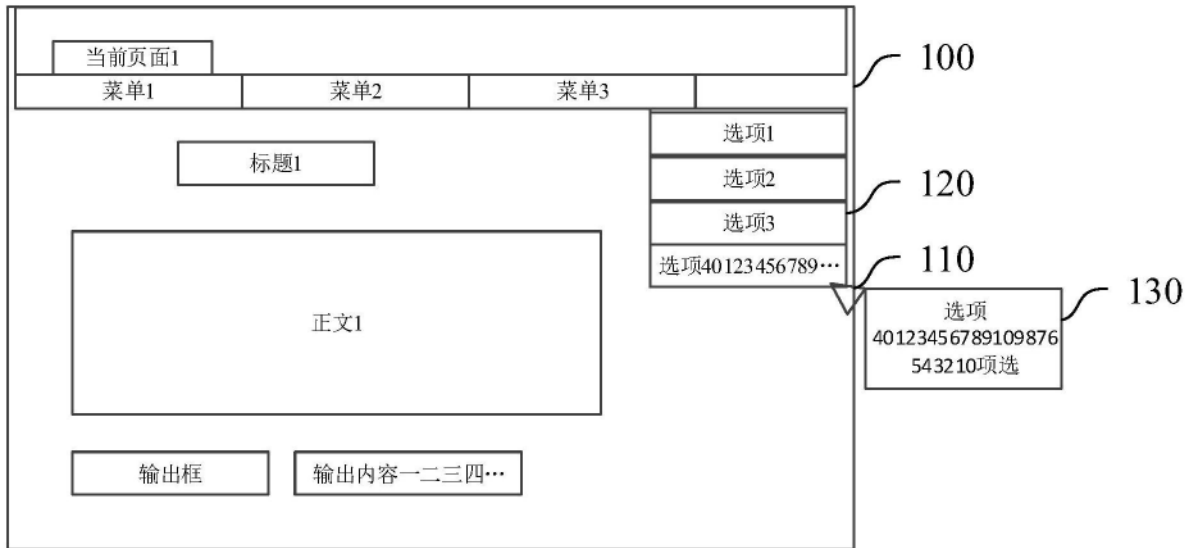 当前页面1
菜单1 菜单2 菜单3
100
选项1
标题1
选项2
120
选项3
选项40123456789…
110
130
选项
40123456789109876
543210项选
正文1
输出框
输出内容一二三四…